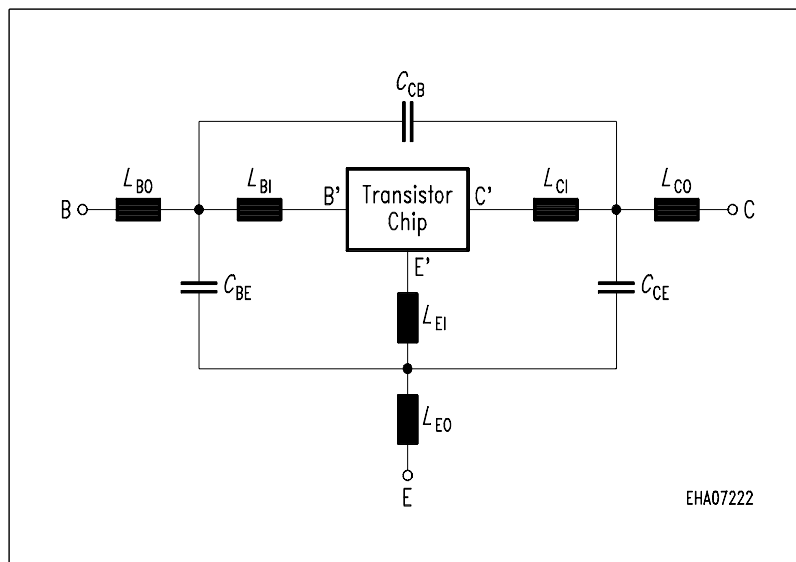 C_CB
L_BO
L_BI
B'
Transistor
Chip
C'
L_CI
L_CO
B
C
E'
C_BE
L_EI
C_CE
L_EO
E
EHA07222